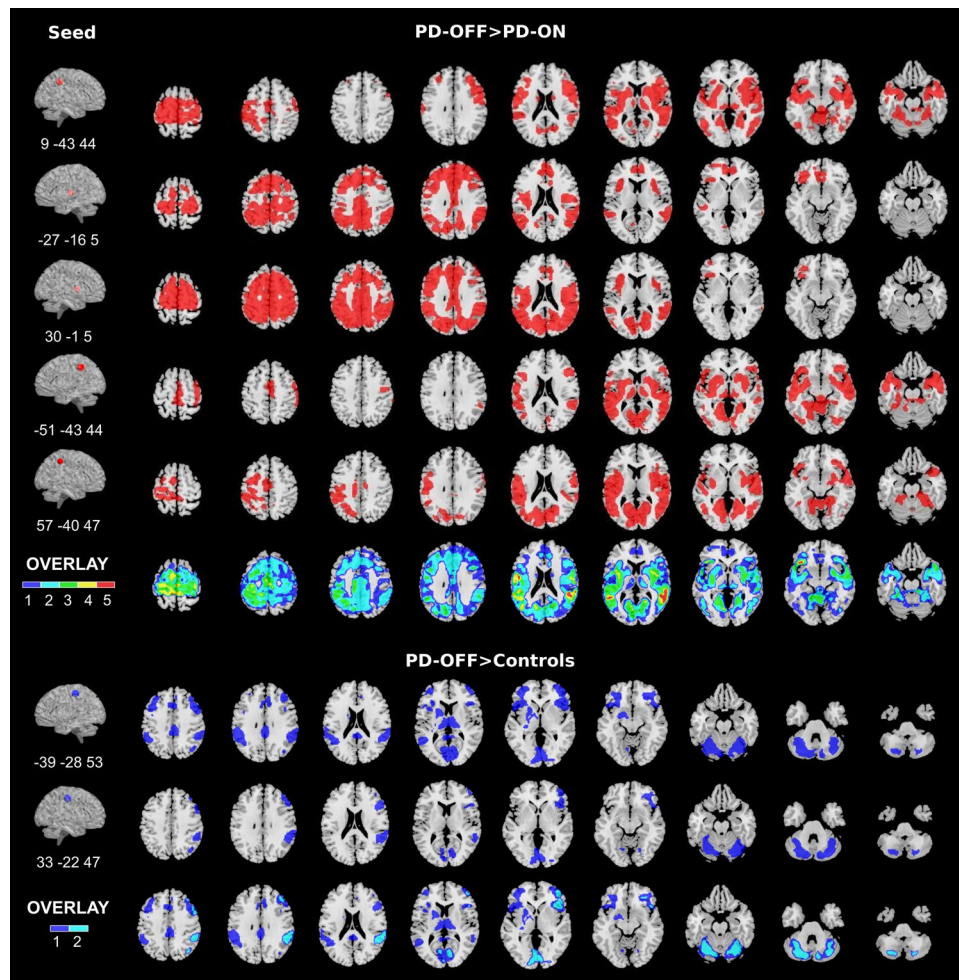 Seed
PD-OFF>PD-ON
9 -43 44
-27 -16 5
30 -1 5
-51 -43 44
57 -40 47
OVERLAY
1 2 3 4 5
PD-OFF>Controls
-39 -28 53
33 -22 47
OVERLAY
1 2